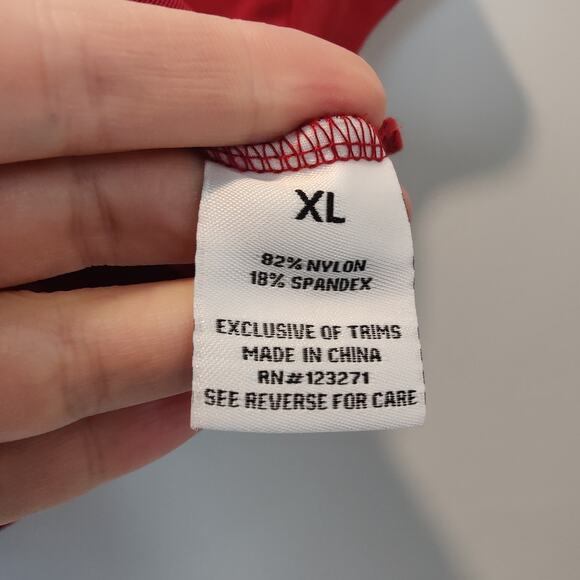 XL
82% NYLON
18% SPANDEX
EXCLUSIVE OF TRIMS
MADE IN CHINA
RN#123271
SEE REVERSE FOR CARE